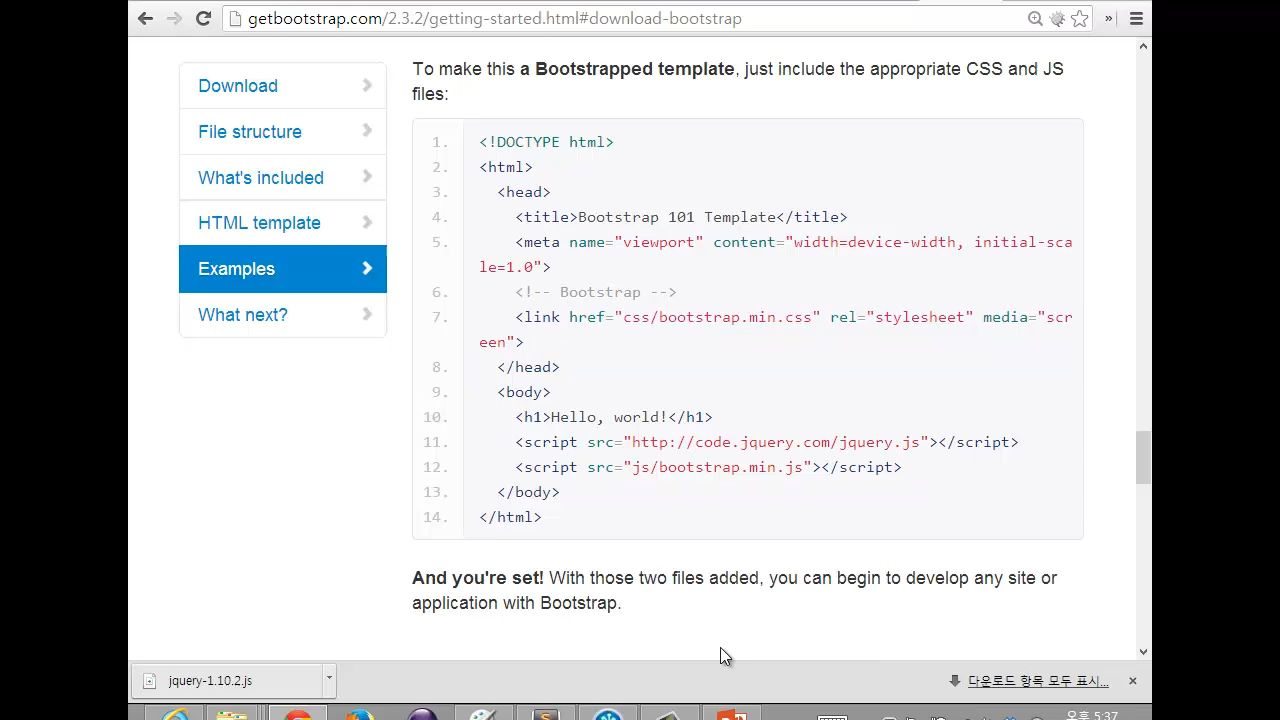 getbootstrap.com/2.3.2/getting-started.html#download-bootstrap
»
Download
File structure
What's included
HTML template
Examples
What next?
To make this a Bootstrapped template, just include the appropriate CSS and JS
files:
1. <!DOCTYPE html>
2. <html>
3. <head>
4. <title>Bootstrap 101 Template</title>
5. <meta name="viewport" content="width=device-width, initial-sca
le=1.0">
6. <!-- Bootstrap -->
7. <link href="css/bootstrap.min.css" rel="stylesheet" media="scr
een">
8. </head>
9. <body>
10. <h1>Hello, world!</h1>
11. <script src="http://code.jquery.com/jquery.js"></script>
12. <script src="js/bootstrap.min.js"></script>
13. </body>
14. </html>
And you're set! With those two files added, you can begin to develop any site or
application with Bootstrap.
jquery-1.10.2.js
다운로드 항목 모두 표시...
오후 5:37